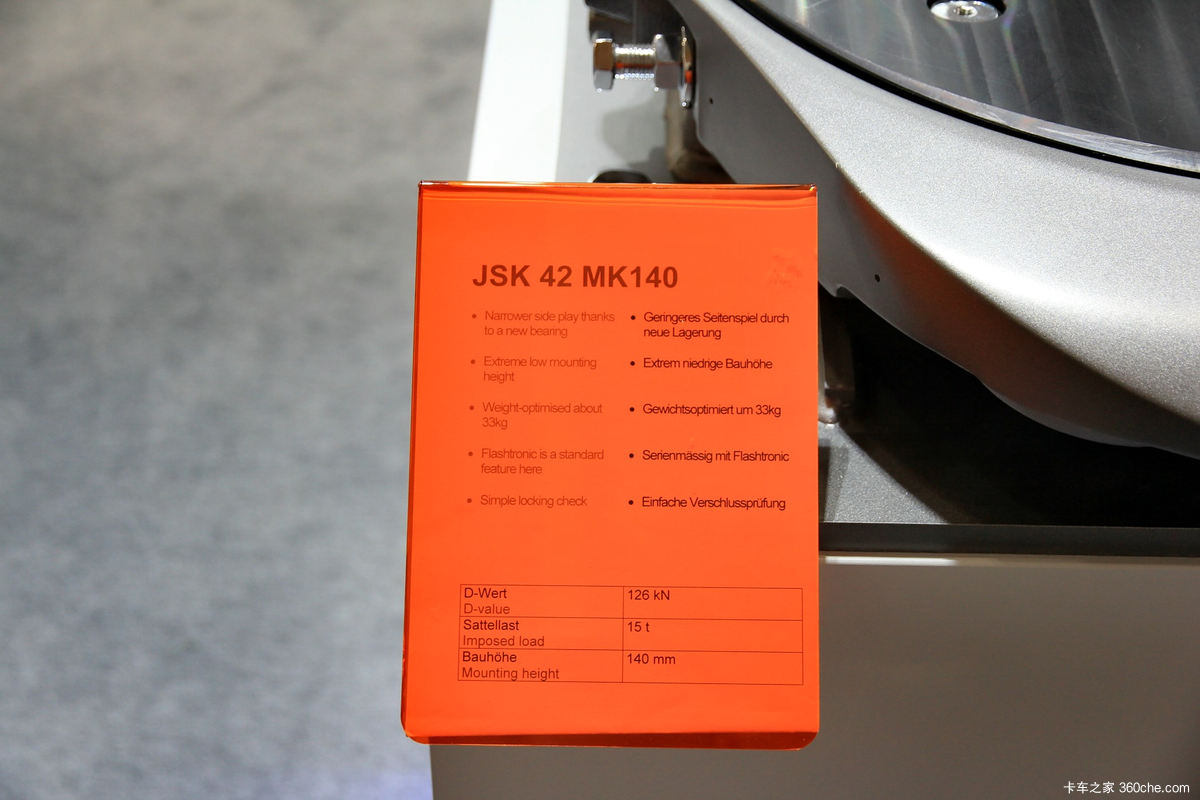 JSK 42 MK140
• Narrower side play thanks
to a new bearing
• Extreme low mounting
height
• Weight-optimised about
33kg
• Flashtronic is a standard
feature here
• Simple locking check
• Geringeres Seitenspiel durch
neue Lagerung
• Extrem niedrige Bauhöhe
• Gewichtsoptimiert um 33kg
• Serienmässig mit Flashtronic
• Einfache Verschlussprüfung
D-Wert
D-value
126 kN
Sattellast
Imposed load
15 t
Bauhöhe
Mounting height
140 mm
卡车之家 360che.com